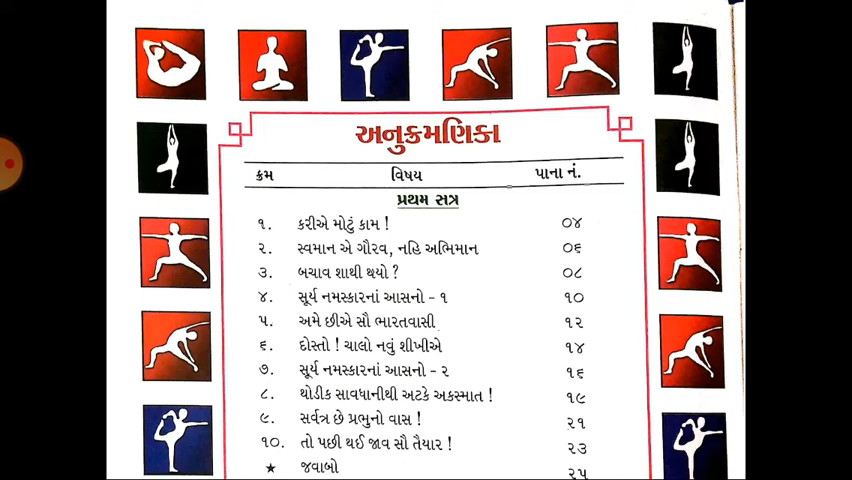 અનુક્રમણિકા
ક્રમ વિષય પાના નં.
પ્રથમ સત્ર
૧. કરીએ મોટું કામ ! ૦૪
૨. સ્વમાન એ ગૌરવ, નહિ અભિમાન ૦૬
૩. બચાવ શાથી થયો ? ૦૮
૪. સૂર્ય નમસ્કારનાં આસનો - ૧ ૧૦
૫. અમે છીએ સૌ ભારતવાસી ૧૨
૬. દોસ્તો ! ચાલો નવું શીખીએ ૧૪
૭. સૂર્ય નમસ્કારનાં આસનો - ૨ ૧૬
૮. થોડીક સાવધાનીથી અટકે અકસ્માત ! ૧૯
૯. સર્વત્ર છે પ્રભુનો વાસ ! ૨૧
૧૦. તો પછી થઈ જાવ સૌ તૈયાર ! ૨૩
★ જવાબો ૨૫